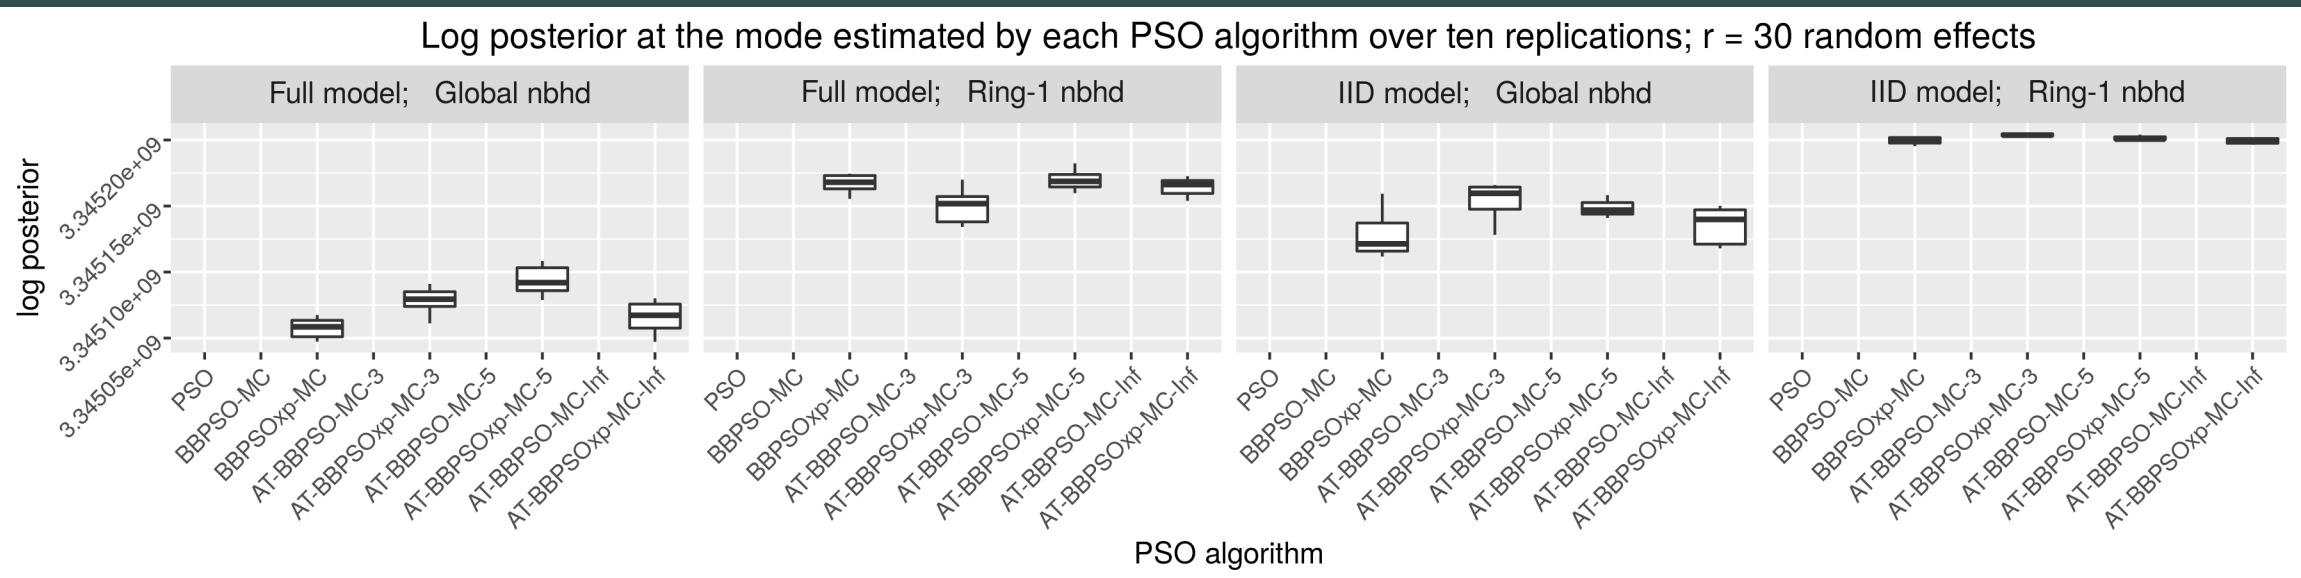 Log posterior at the mode estimated by each PSO algorithm over ten replications; r = 30 random effects
Full model; Global nbhd
Full model; Ring-1 nbhd
IID model; Global nbhd
IID model; Ring-1 nbhd
log posterior
3.34520e+09
3.34515e+09
3.34510e+09
3.34505e+09
PSO
BBPSO-MC
BBPSOxp-MC
AT-BBPSO-MC-3
AT-BBPSOxp-MC-3
AT-BBPSO-MC-5
AT-BBPSOxp-MC-5
AT-BBPSO-MC-Inf
AT-BBPSOxp-MC-Inf
PSO
BBPSO-MC
BBPSOxp-MC
AT-BBPSO-MC-3
AT-BBPSOxp-MC-3
AT-BBPSO-MC-5
AT-BBPSOxp-MC-5
AT-BBPSO-MC-Inf
AT-BBPSOxp-MC-Inf
PSO
BBPSO-MC
BBPSOxp-MC
AT-BBPSO-MC-3
AT-BBPSOxp-MC-3
AT-BBPSO-MC-5
AT-BBPSOxp-MC-5
AT-BBPSO-MC-Inf
AT-BBPSOxp-MC-Inf
PSO
BBPSO-MC
BBPSOxp-MC
AT-BBPSO-MC-3
AT-BBPSOxp-MC-3
AT-BBPSO-MC-5
AT-BBPSOxp-MC-5
AT-BBPSO-MC-Inf
AT-BBPSOxp-MC-Inf
PSO algorithm